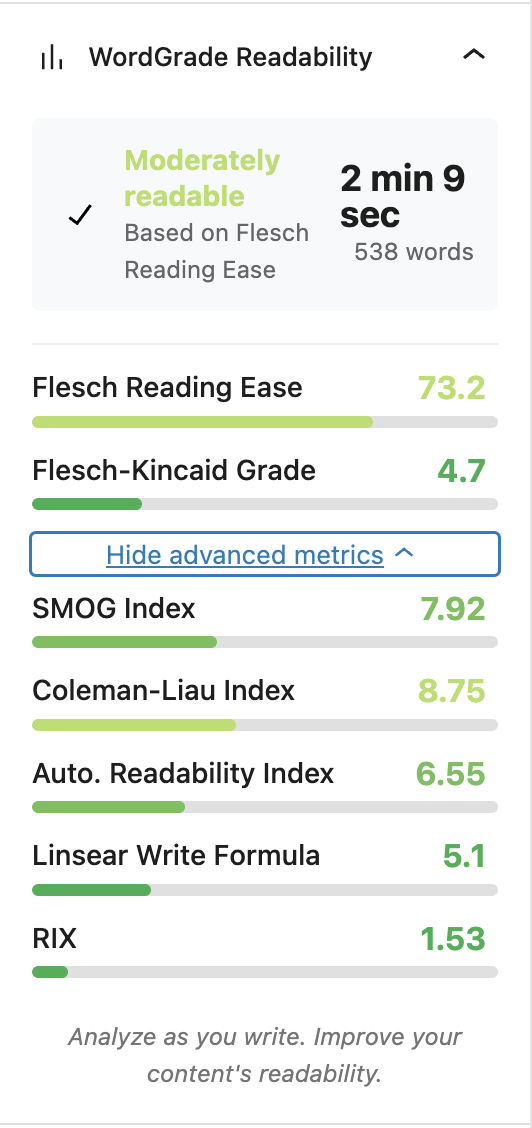 WordGrade Readability
Moderately
readable
Based on Flesch
Reading Ease
2 min 9
sec
538 words
Flesch Reading Ease 73.2
Flesch-Kincaid Grade 4.7
Hide advanced metrics
SMOG Index 7.92
Coleman-Liau Index 8.75
Auto. Readability Index 6.55
Linsear Write Formula 5.1
RIX 1.53
Analyze as you write. Improve your
content's readability.